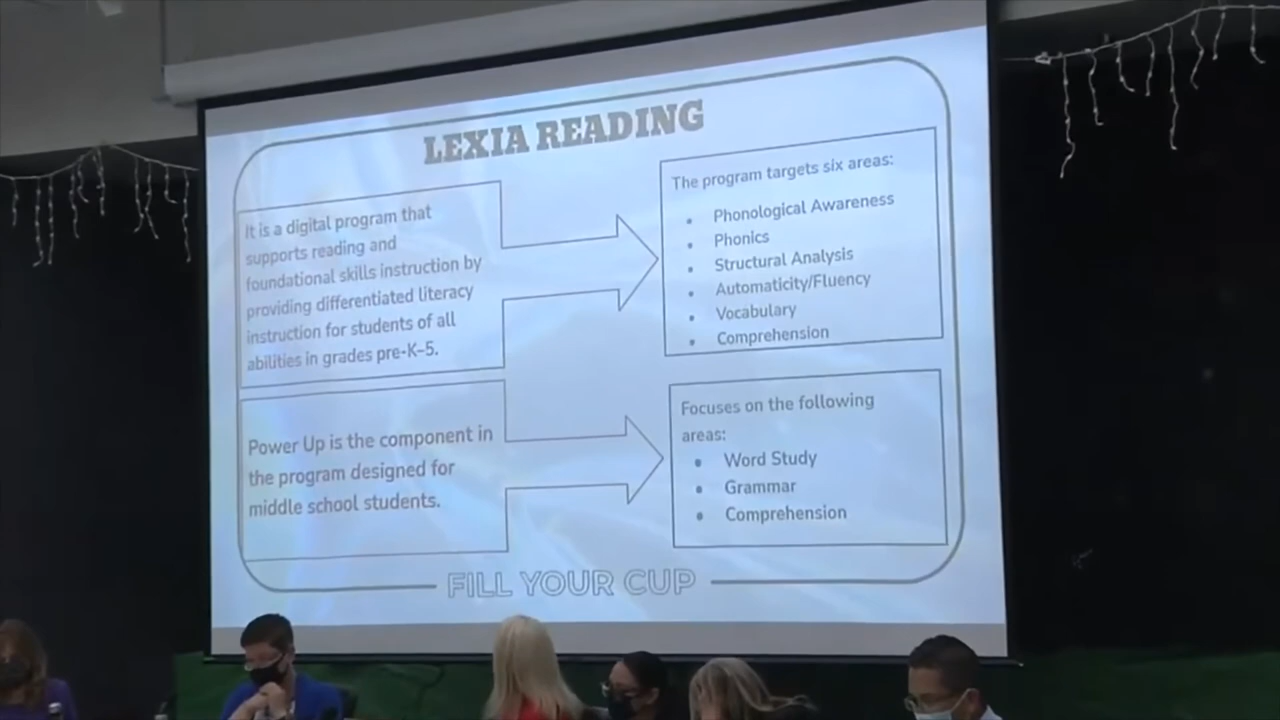 LEXIA READING
It is a digital program that
supports reading and
foundational skills instruction by
providing differentiated literacy
instruction for students of all
abilities in grades pre-K–5.
The program targets six areas:
• Phonological Awareness
• Phonics
• Structural Analysis
• Automaticity/Fluency
• Vocabulary
• Comprehension
Power Up is the component in
the program designed for
middle school students.
Focuses on the following
areas:
• Word Study
• Grammar
• Comprehension
FILL YOUR CUP